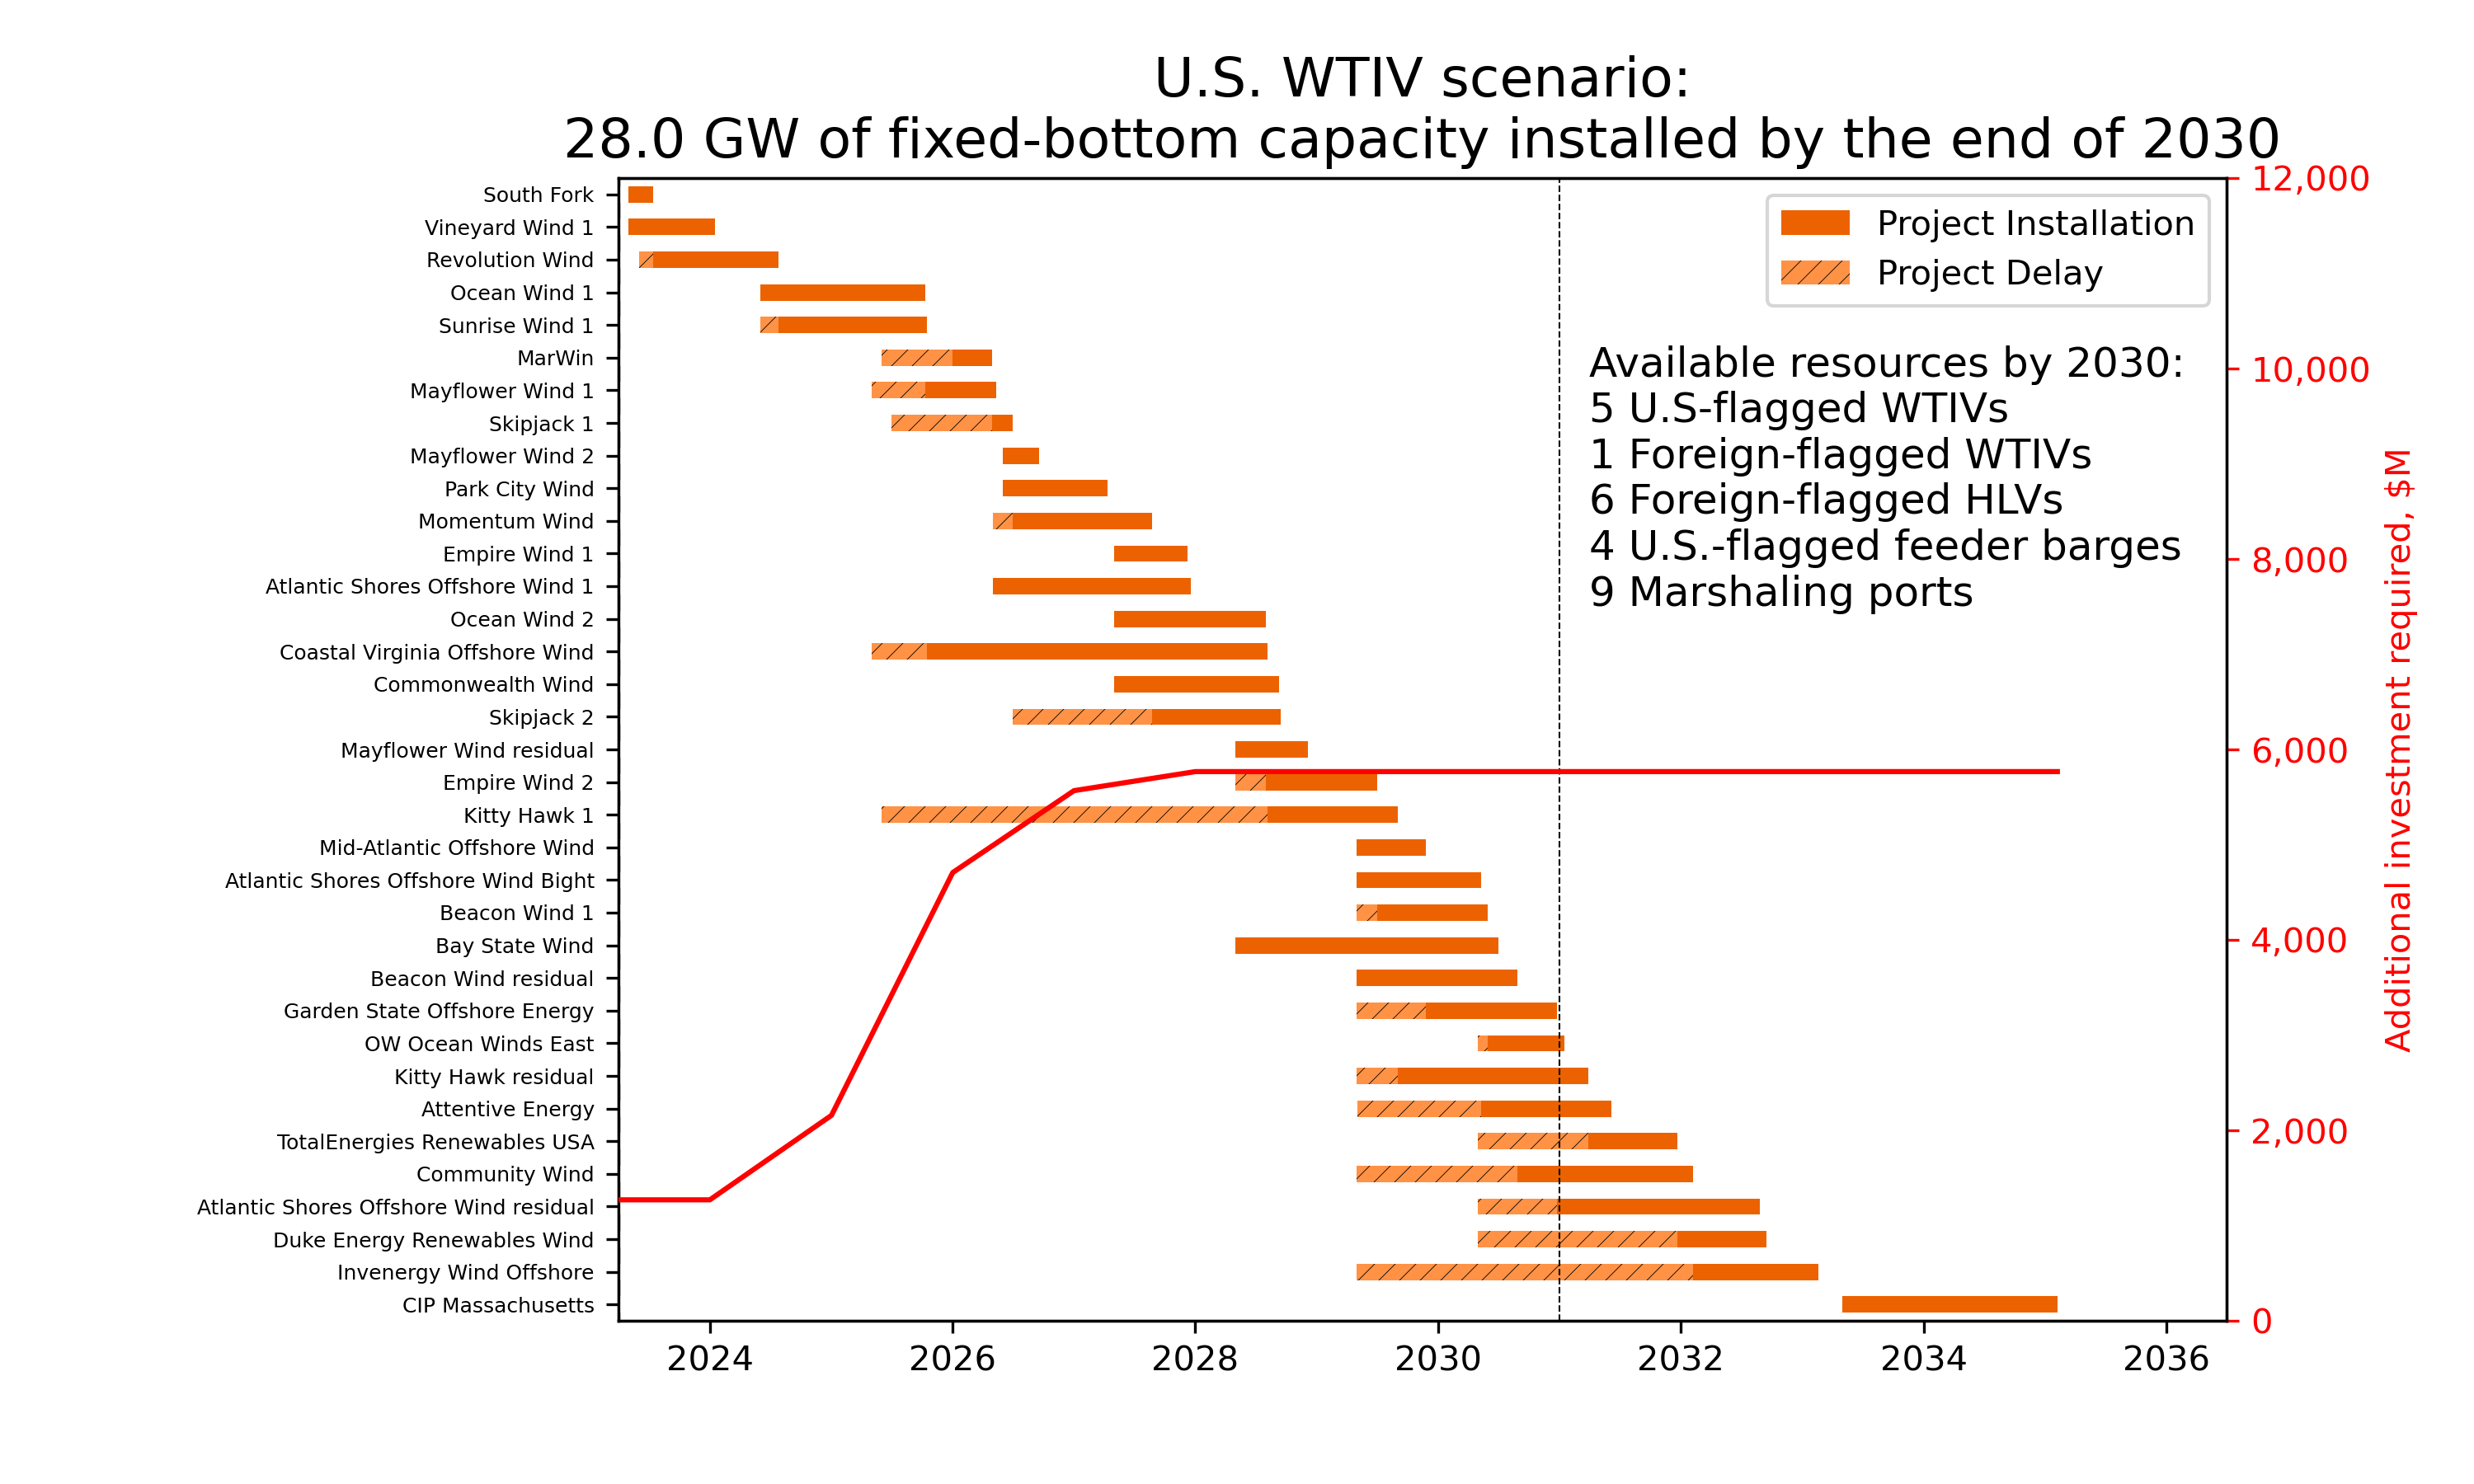 U.S. WTIV scenario:
28.0 GW of fixed-bottom capacity installed by the end of 2030
South Fork
Vineyard Wind 1
Revolution Wind
Ocean Wind 1
Sunrise Wind 1
MarWin
Mayflower Wind 1
Skipjack 1
Mayflower Wind 2
Park City Wind
Momentum Wind
Empire Wind 1
Atlantic Shores Offshore Wind 1
Ocean Wind 2
Coastal Virginia Offshore Wind
Commonwealth Wind
Skipjack 2
Mayflower Wind residual
Empire Wind 2
Kitty Hawk 1
Mid-Atlantic Offshore Wind
Atlantic Shores Offshore Wind Bight
Beacon Wind 1
Bay State Wind
Beacon Wind residual
Garden State Offshore Energy
OW Ocean Winds East
Kitty Hawk residual
Attentive Energy
TotalEnergies Renewables USA
Community Wind
Atlantic Shores Offshore Wind residual
Duke Energy Renewables Wind
Invenergy Wind Offshore
CIP Massachusetts
Project Installation
Project Delay
Available resources by 2030:
5 U.S-flagged WTIVs
1 Foreign-flagged WTIVs
6 Foreign-flagged HLVs
4 U.S.-flagged feeder barges
9 Marshaling ports
12,000
10,000
8,000
6,000
4,000
2,000
0
Additional investment required, $M
2024
2026
2028
2030
2032
2034
2036